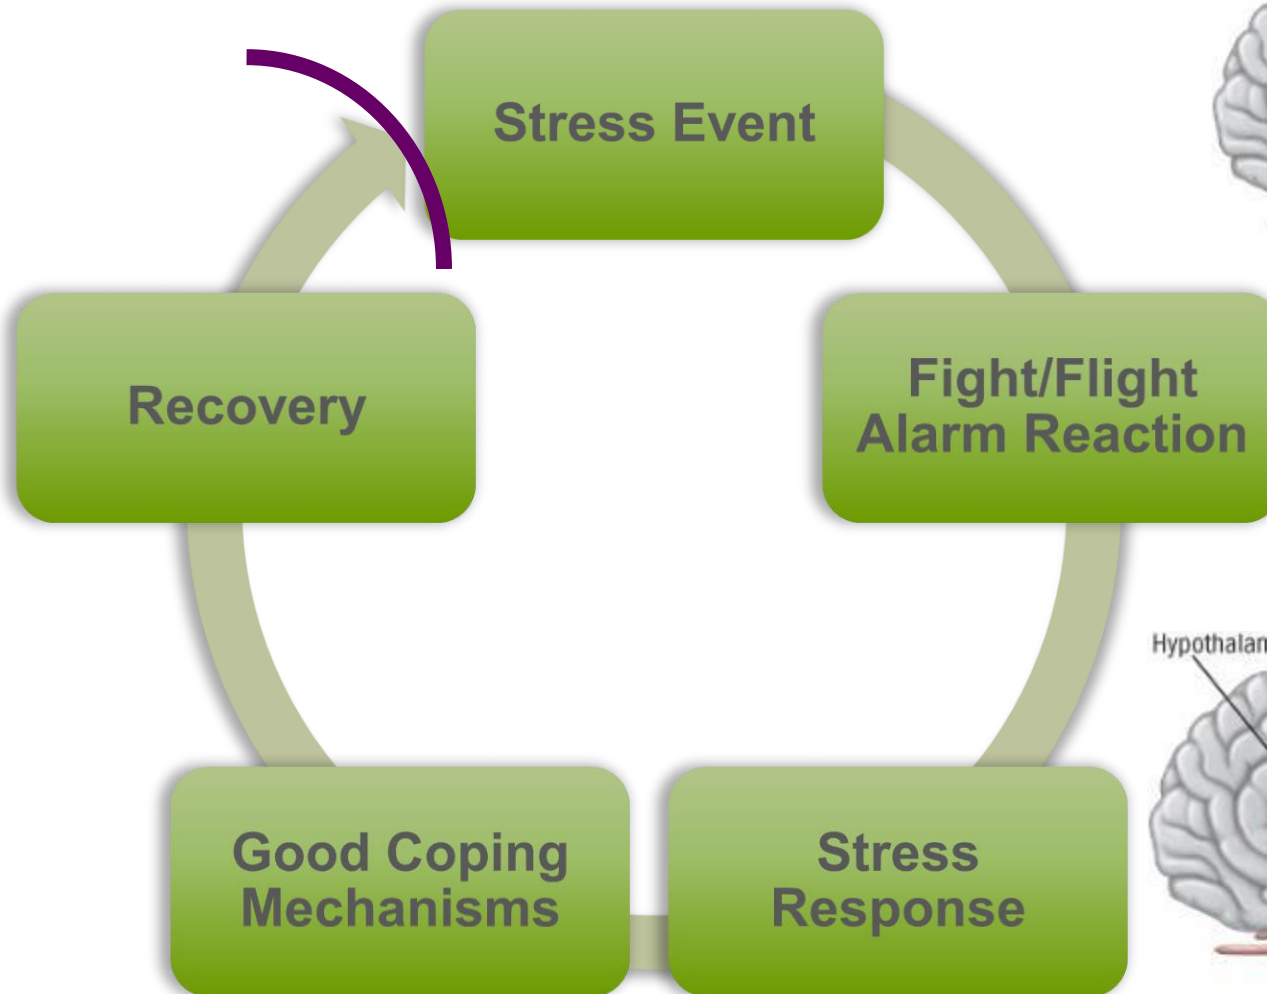 Stress Event
Fight/Flight
Alarm Reaction
Stress
Response
Good Coping
Mechanisms
Recovery